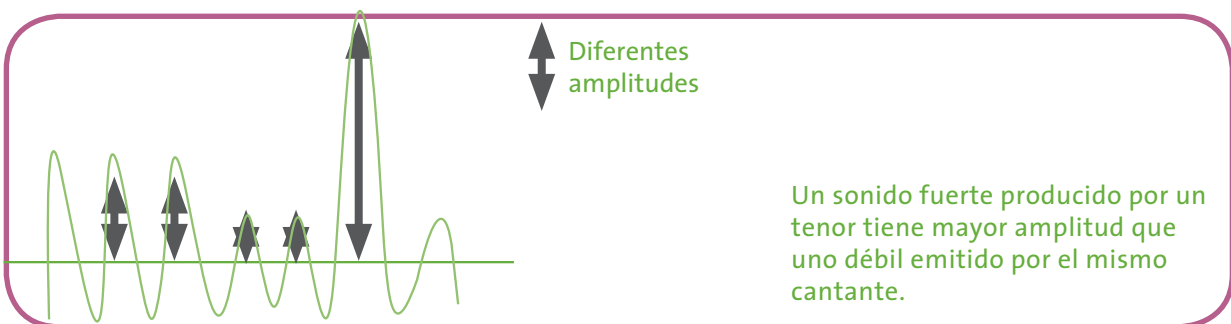 Diferentes
amplitudes
Un sonido fuerte producido por un
tenor tiene mayor amplitud que
uno débil emitido por el mismo
cantante.